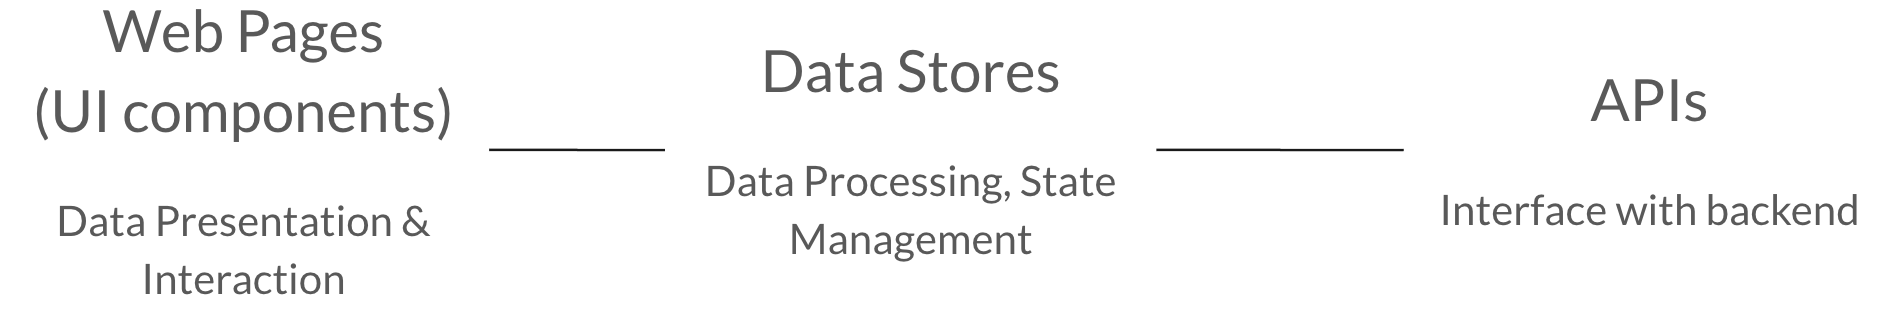 Web Pages
(UI components)
Data Presentation &
Interaction
Data Stores
Data Processing, State
Management
APIs
Interface with backend